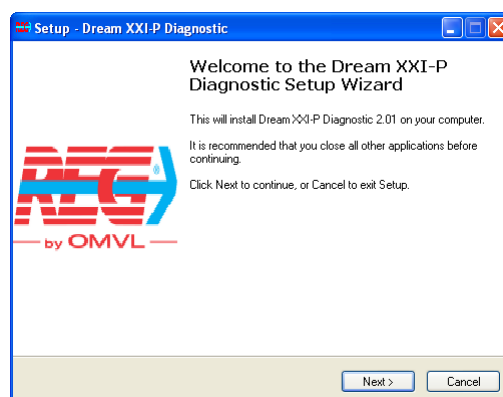 Setup - Dream XXI-P Diagnostic
Welcome to the Dream XXI-P
Diagnostic Setup Wizard
This will install Dream XXI-P Diagnostic 2.01 on your computer.
It is recommended that you close all other applications before
continuing.
Click Next to continue, or Cancel to exit Setup.
REG®
by OMVL
Next >
Cancel